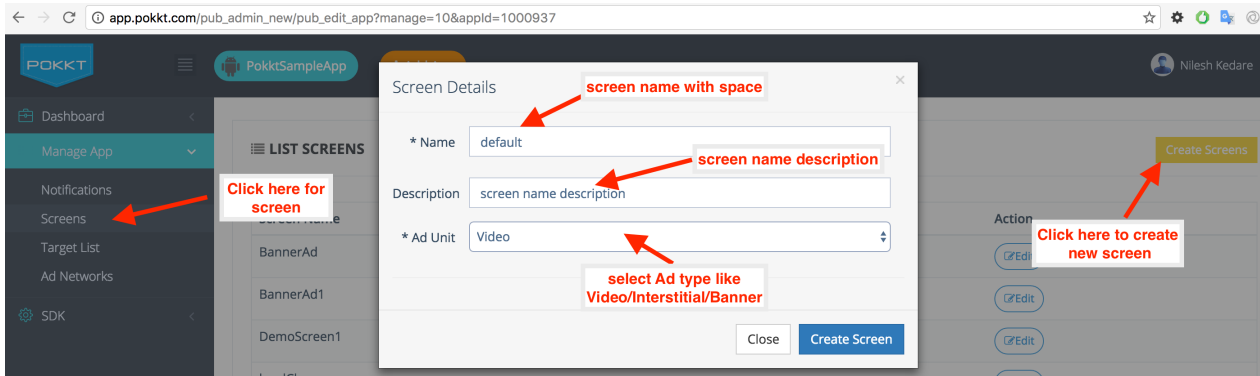 app.pokkt.com/pub_admin_new/pub_edit_app?manage=10&appId=1000937
POKKT
PokktSampleApp
Nilesh Kedare
Dashboard
Manage App
Notifications
Screens
Target List
Ad Networks
SDK
LIST SCREENS
Create Screens
Screen Name
Action
BannerAd
Edit
BannerAd1
Edit
DemoScreen1
Edit
Screen Details
×
* Name
default
Description
screen name description
* Ad Unit
Video
Close
Create Screen
screen name with space
screen name description
select Ad type like
Video/Interstitial/Banner
Click here for
screen
Click here to create
new screen